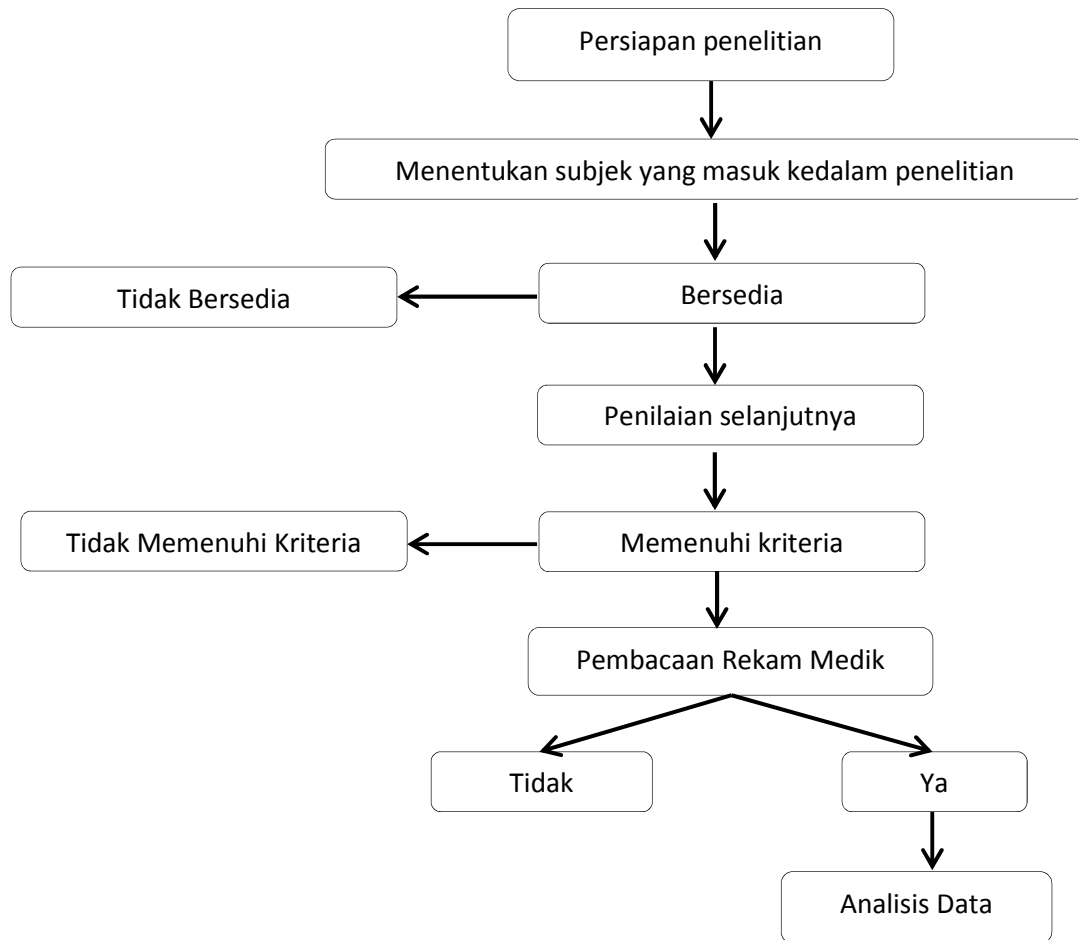 Persiapan penelitian
Menentukan subjek yang masuk kedalam penelitian
Tidak Bersedia
Bersedia
Penilaian selanjutnya
Tidak Memenuhi Kriteria
Memenuhi kriteria
Pembacaan Rekam Medik
Tidak
Ya
Analisis Data